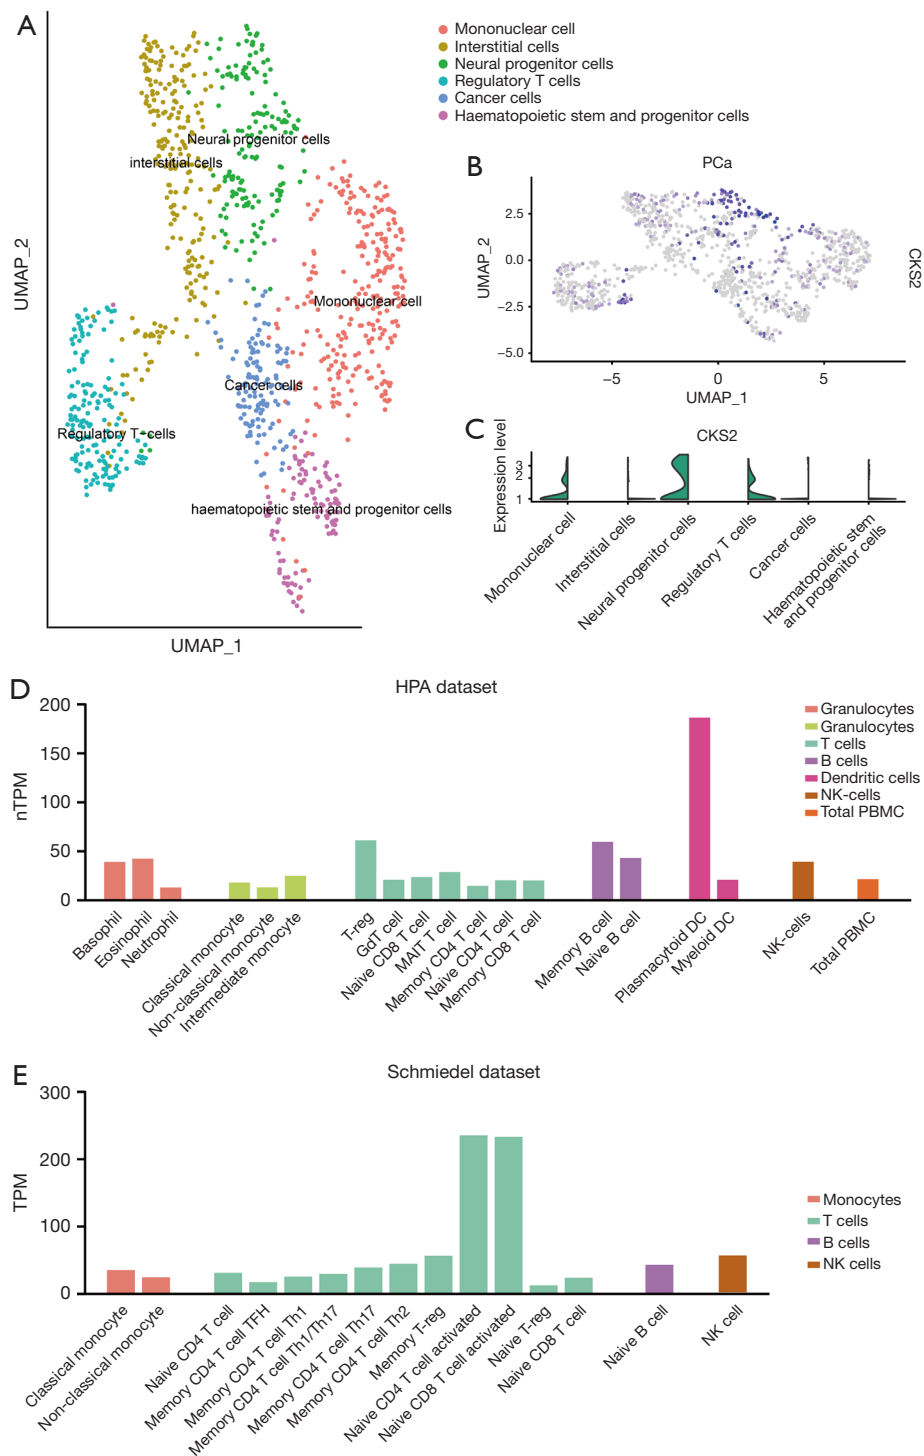 A
Mononuclear cell
Interstitial cells
Neural progenitor cells
Regulatory T cells
Cancer cells
Haematopoietic stem and progenitor cells
Neural progenitor cells
interstitial cells
Mononuclear cell
Cancer cells
Regulatory T-cells
haematopoietic stem and progenitor cells
UMAP_2
UMAP_1
B
PCa
2.5
0.0
−2.5
−5.0
UMAP_2
CKS2
−5
0
5
UMAP_1
C
CKS2
Expression level
3
2
1
Mononuclear cell
Interstitial cells
Neural progenitor cells
Regulatory T cells
Cancer cells
Haematopoietic stem
and progenitor cells
D
HPA dataset
200
150
100
50
0
nTPM
Granulocytes
Granulocytes
T cells
B cells
Dendritic cells
NK-cells
Total PBMC
Basophil
Eosinophil
Neutrophil
Classical monocyte
Non-classical monocyte
Intermediate monocyte
T-reg
GdT cell
Naive CD8 T cell
MAIT T cell
Memory CD4 T cell
Naive CD4 T cell
Memory CD8 T cell
Memory B cell
Naive B cell
Plasmacytoid DC
Myeloid DC
NK-cells
Total PBMC
E
Schmiedel dataset
300
200
100
0
TPM
Monocytes
T cells
B cells
NK cells
Classical monocyte
Non-classical monocyte
Naive CD4 T cell
Memory CD4 T cell TFH
Memory CD4 T cell Th1
Memory CD4 T cell Th1/Th17
Memory CD4 T cell Th17
Memory CD4 T cell Th2
Memory T-reg
Naive CD4 T cell activated
Naive CD8 T cell activated
Naive T-reg
Naive CD8 T cell
Naive B cell
NK cell